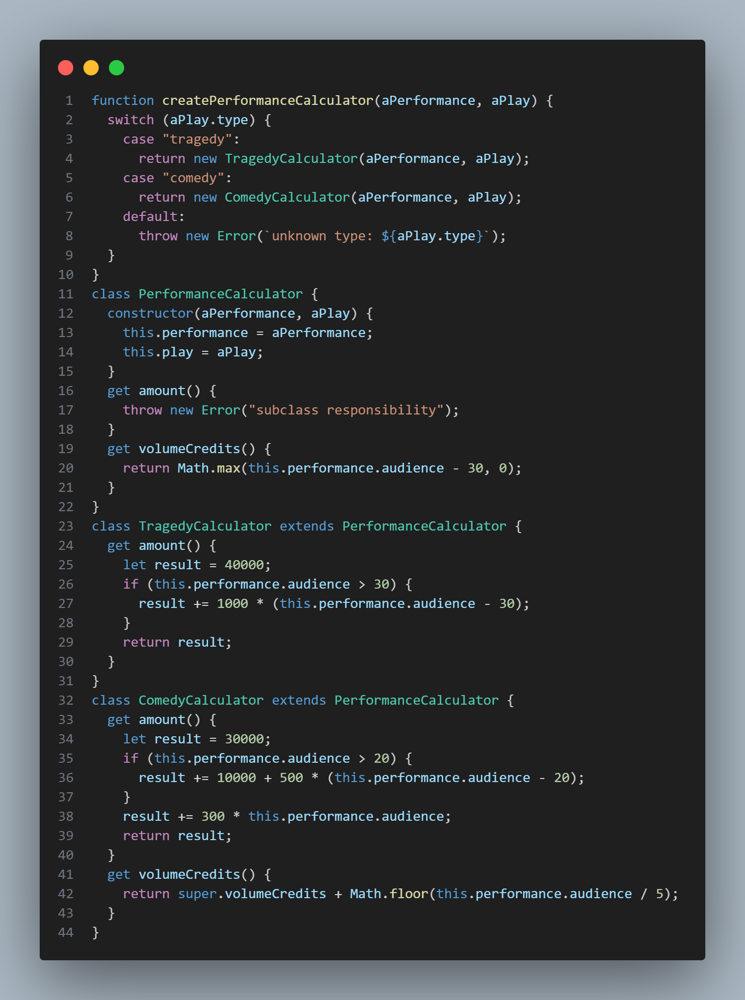 1 function createPerformanceCalculator(aPerformance, aPlay) {
2   switch (aPlay.type) {
3     case "tragedy":
4       return new TragedyCalculator(aPerformance, aPlay);
5     case "comedy":
6       return new ComedyCalculator(aPerformance, aPlay);
7     default:
8       throw new Error(`unknown type: ${aPlay.type}`);
9   }
10 }
11 class PerformanceCalculator {
12   constructor(aPerformance, aPlay) {
13     this.performance = aPerformance;
14     this.play = aPlay;
15   }
16   get amount() {
17     throw new Error("subclass responsibility");
18   }
19   get volumeCredits() {
20     return Math.max(this.performance.audience - 30, 0);
21   }
22 }
23 class TragedyCalculator extends PerformanceCalculator {
24   get amount() {
25     let result = 40000;
26     if (this.performance.audience > 30) {
27       result += 1000 * (this.performance.audience - 30);
28     }
29     return result;
30   }
31 }
32 class ComedyCalculator extends PerformanceCalculator {
33   get amount() {
34     let result = 30000;
35     if (this.performance.audience > 20) {
36       result += 10000 + 500 * (this.performance.audience - 20);
37     }
38     result += 300 * this.performance.audience;
39     return result;
40   }
41   get volumeCredits() {
42     return super.volumeCredits + Math.floor(this.performance.audience / 5);
43   }
44 }